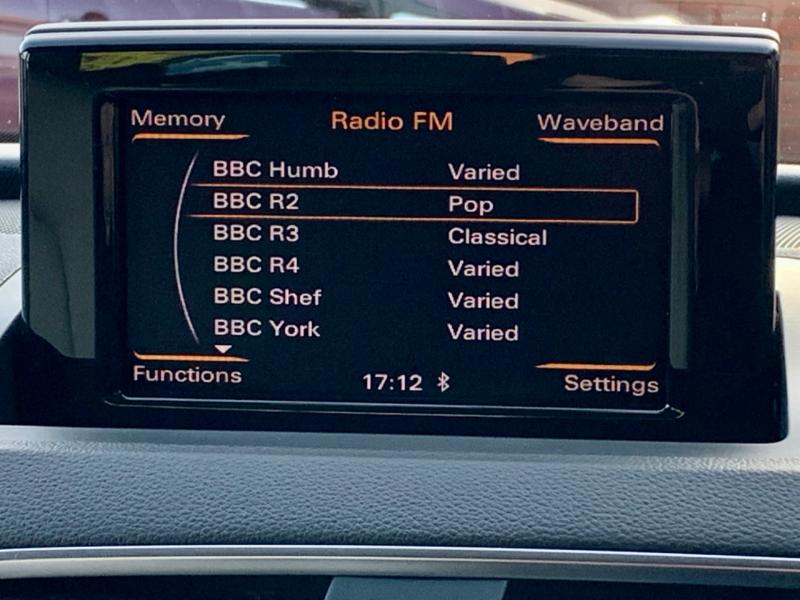 Memory Radio FM Waveband
BBC Humb Varied
BBC R2 Pop
BBC R3 Classical
BBC R4 Varied
BBC Shef Varied
BBC York Varied
Functions 17:12 Settings